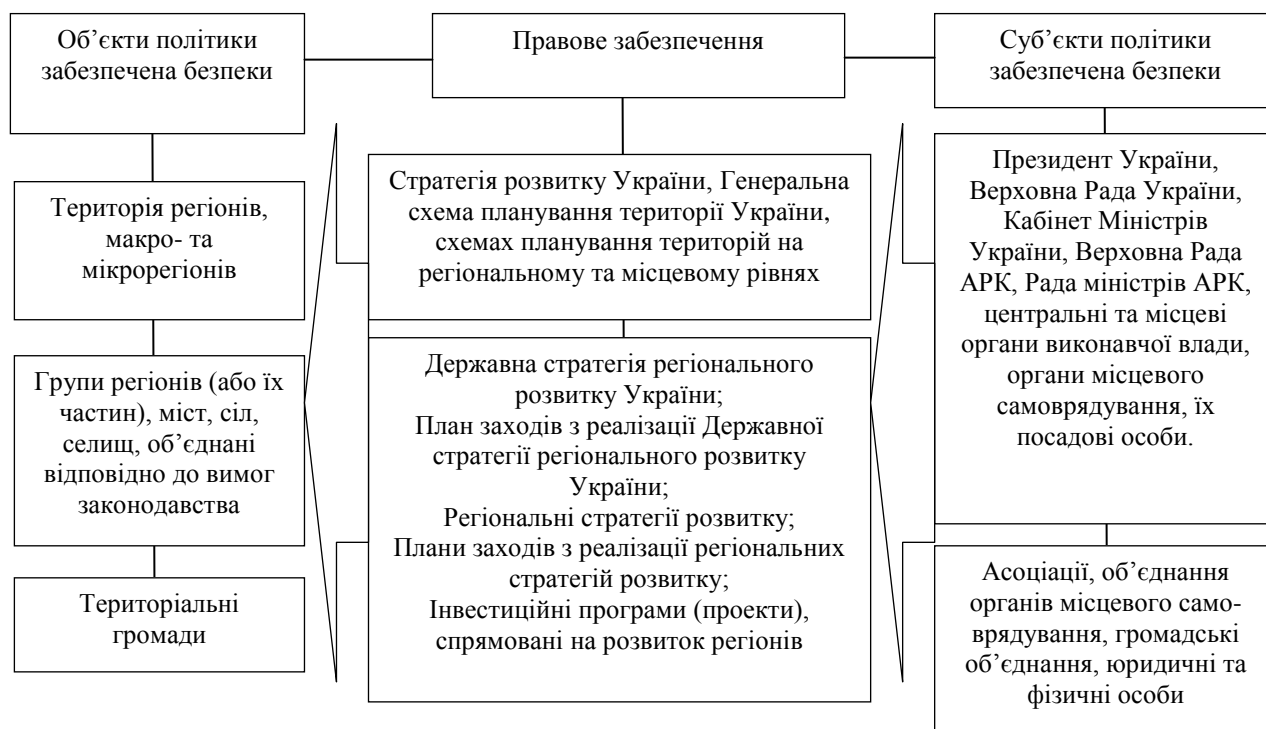 Об’єкти політики
забезпечена безпеки
Правове забезпечення
Суб’єкти політики
забезпечена безпеки
Територія регіонів,
макро- та
мікрорегіонів
Групи регіонів (або їх
частин), міст, сіл,
селищ, об’єднані
відповідно до вимог
законодавства
Територіальні
громади
Стратегія розвитку України, Генеральна
схема планування території України,
схемах планування територій на
регіональному та місцевому рівнях
Державна стратегія регіонального
розвитку України;
План заходів з реалізації Державної
стратегії регіонального розвитку
України;
Регіональні стратегії розвитку;
Плани заходів з реалізації регіональних
стратегій розвитку;
Інвестиційні програми (проекти),
спрямовані на розвиток регіонів
Президент України,
Верховна Рада України,
Кабінет Міністрів
України, Верховна Рада
АРК, Рада міністрів АРК,
центральні та місцеві
органи виконавчої влади,
органи місцевого
самоврядування, їх
посадові особи.
Асоціації, об’єднання
органів місцевого само-
врядування, громадські
об’єднання, юридичні та
фізичні особи